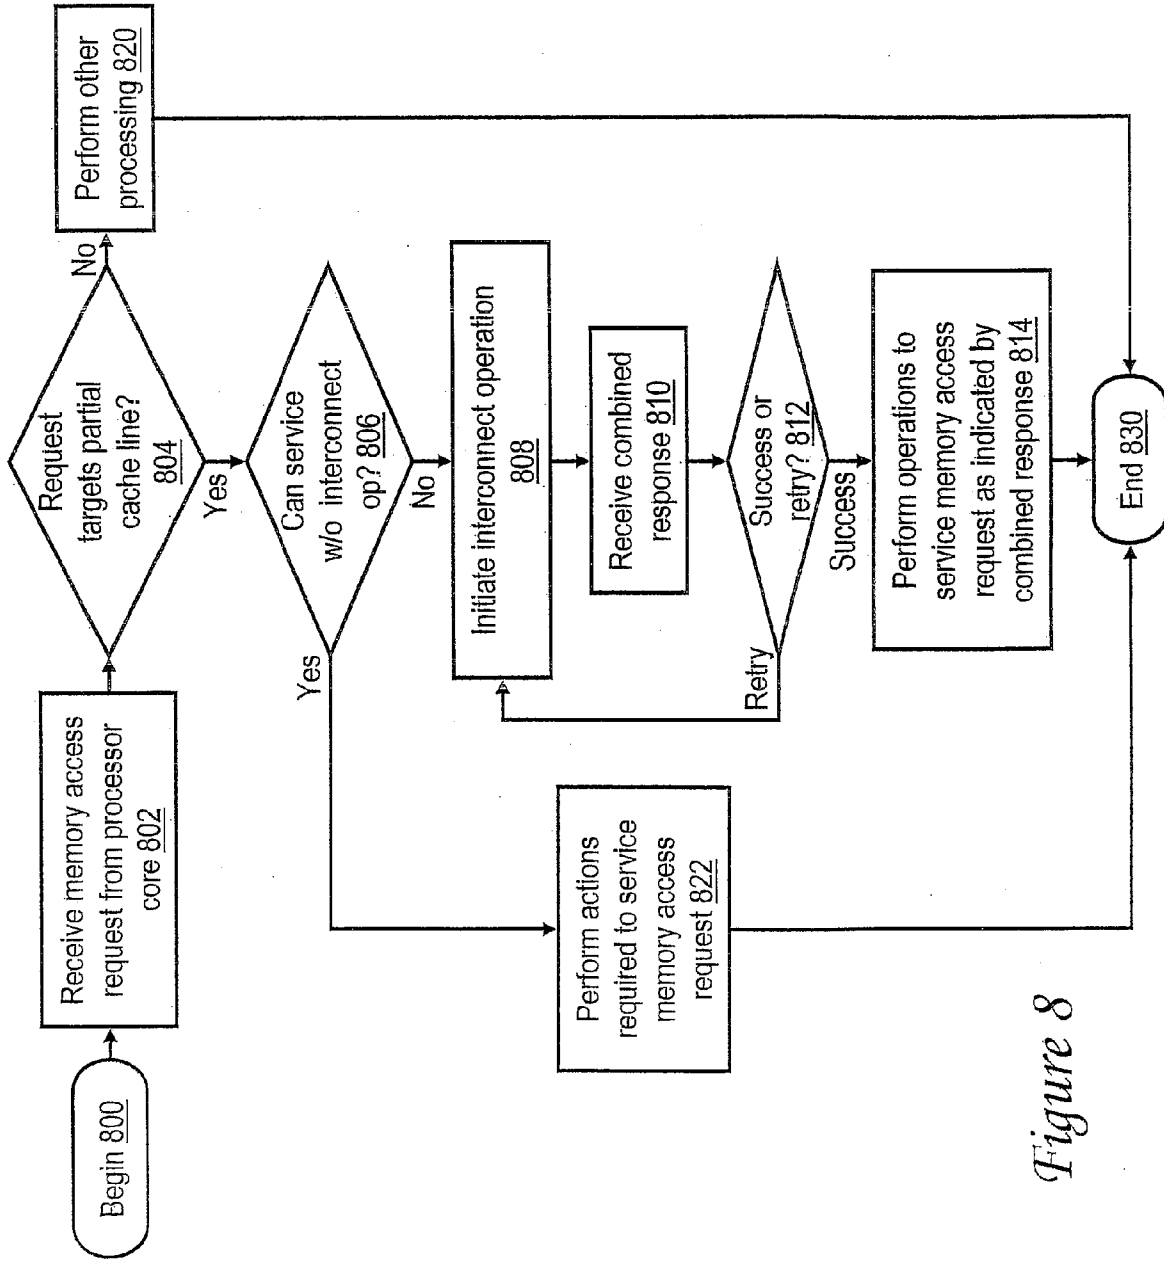 Begin 800
Receive memory access
request from processor
core 802
Request
targets partial
cache line?
804
No
Perform other
processing 820
Yes
Can service
w/o interconnect
op? 806
Yes
No
Perform actions
required to service
memory access
request 822
Initiate interconnect operation
808
Receive combined
response 810
Success or
retry? 812
Retry
Success
Perform operations to
service memory access
request as indicated by
combined response 814
End 830
Figure 8